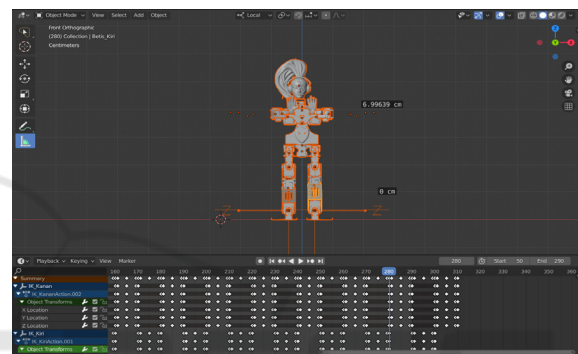 Object Mode View Select Add Object Local
Front Orthographic
(280) Collection | Betis_Kiri
Centimeters
6.99639 cm
0 cm
Playback Keying View Marker 280 Start 50 End 290
160 170 180 190 200 210 220 230 240 250 260 270 280 290 300 310 320 330 340 350 360
Summary
IK_Kanan
IK_KananAction.002
Object Transforms
X Location
Y Location
Z Location
IK_Kiri
IK_KiriAction.001
Object Transforms